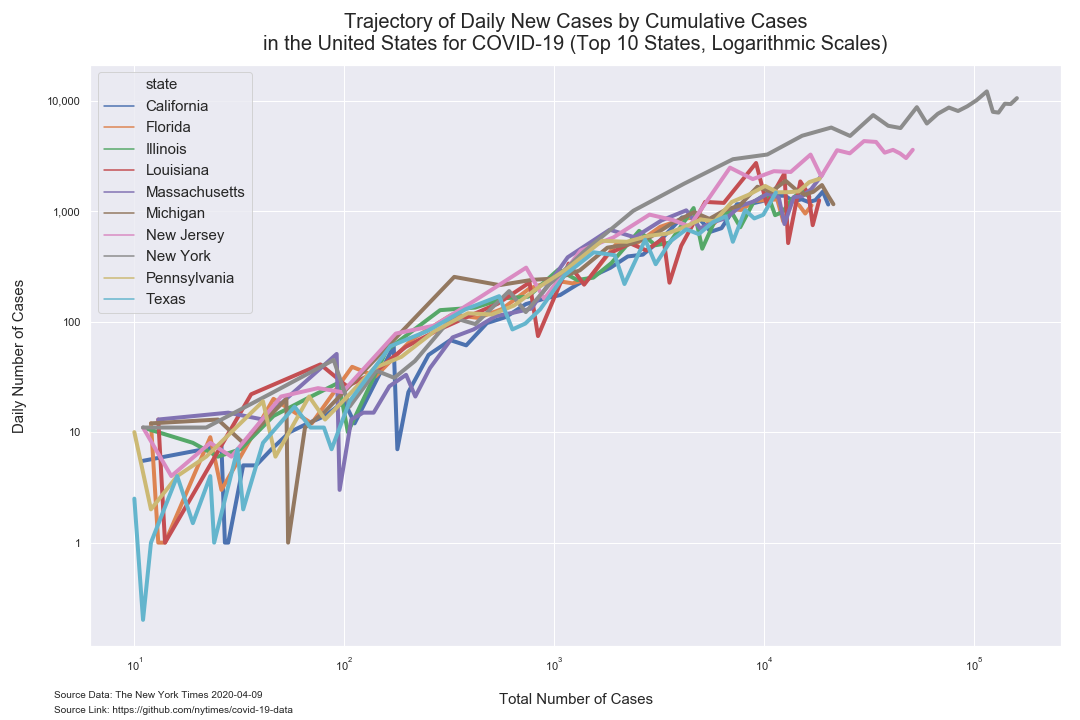 Trajectory of Daily New Cases by Cumulative Cases
in the United States for COVID-19 (Top 10 States, Logarithmic Scales)
state
California
Florida
Illinois
Louisiana
Massachusetts
Michigan
New Jersey
New York
Pennsylvania
Texas
Daily Number of Cases
10,000
1,000
100
10
1
10¹
10²
10³
10⁴
10⁵
Total Number of Cases
Source Data: The New York Times 2020-04-09
Source Link: https://github.com/nytimes/covid-19-data